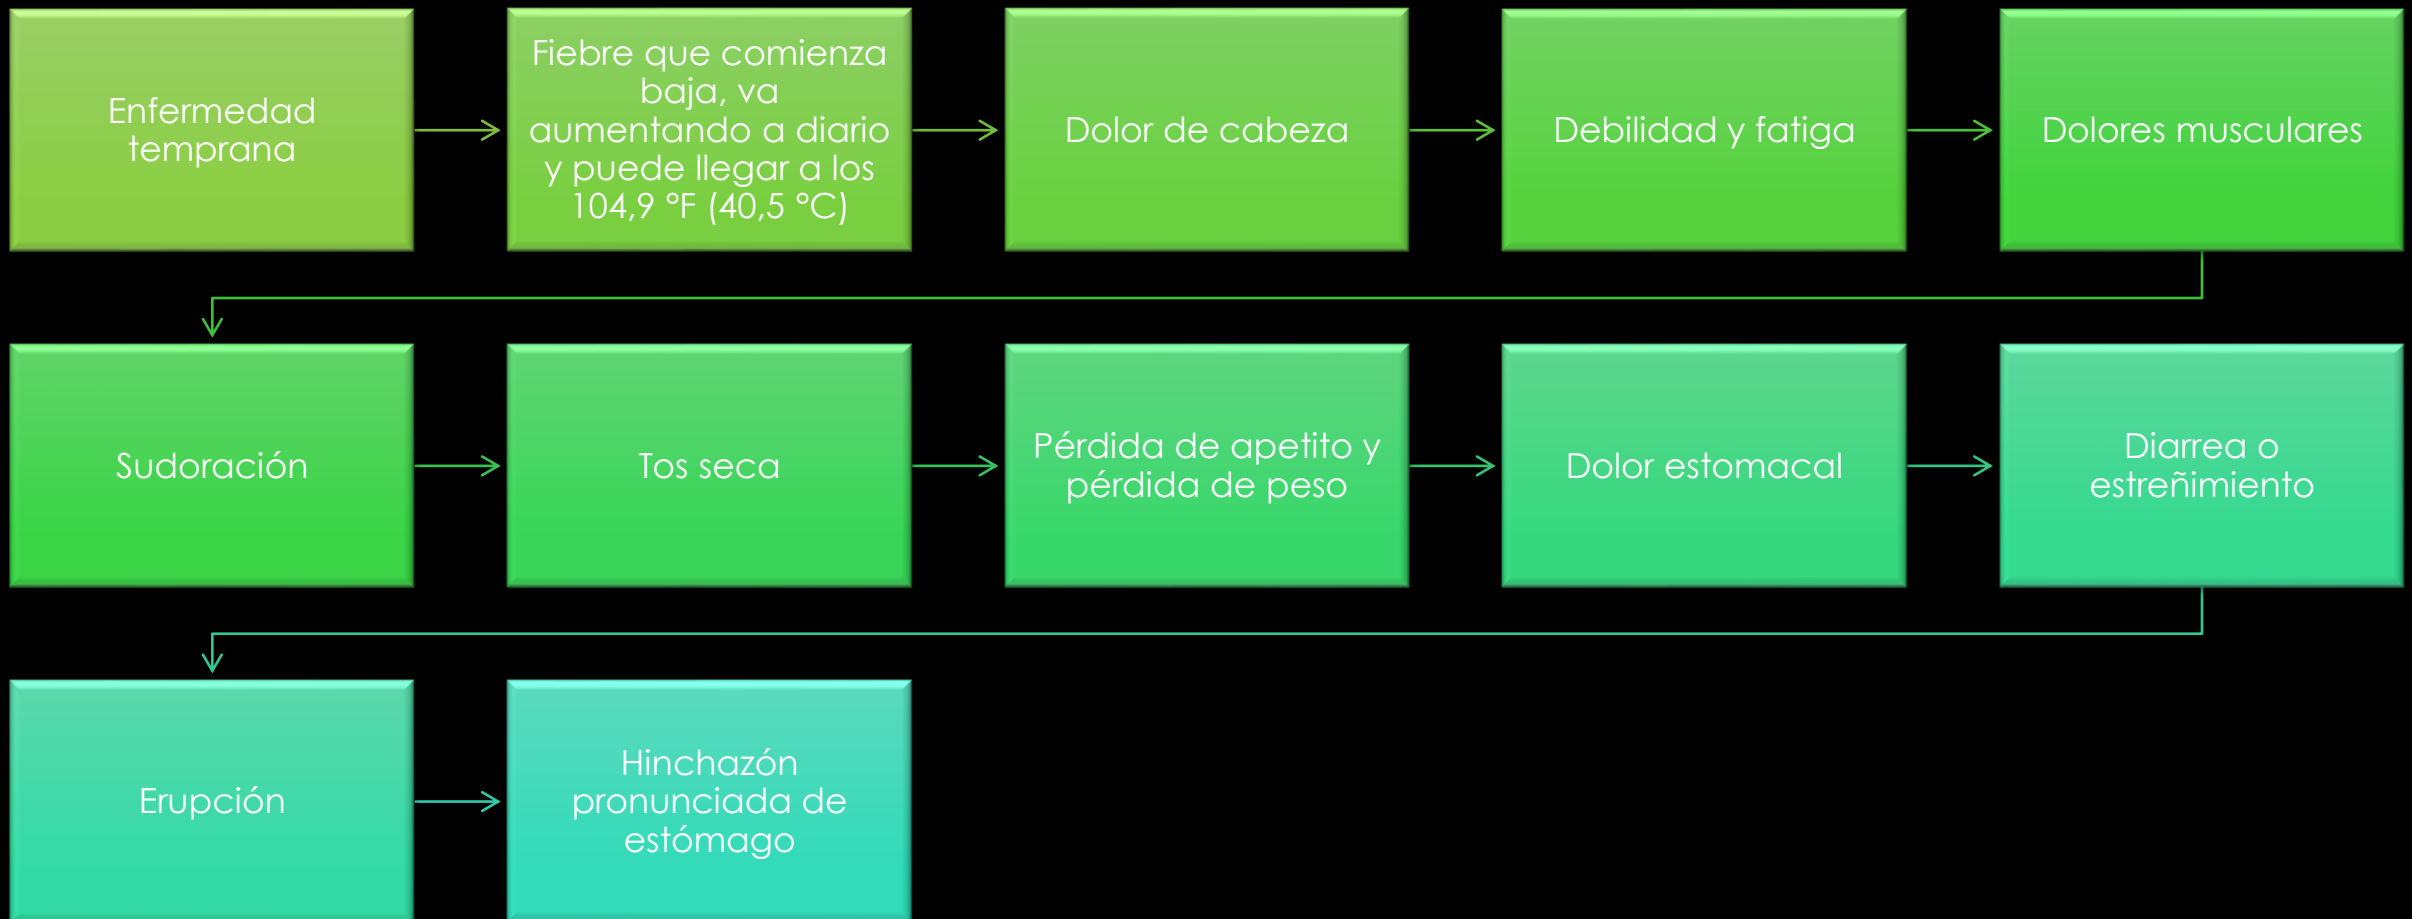 Enfermedad
temprana
Fiebre que comienza
baja, va
aumentando a diario
y puede llegar a los
104,9 °F (40,5 °C)
Dolor de cabeza
Debilidad y fatiga
Dolores musculares
Sudoración
Tos seca
Pérdida de apetito y
pérdida de peso
Dolor estomacal
Diarrea o
estreñimiento
Erupción
Hinchazón
pronunciada de
estómago